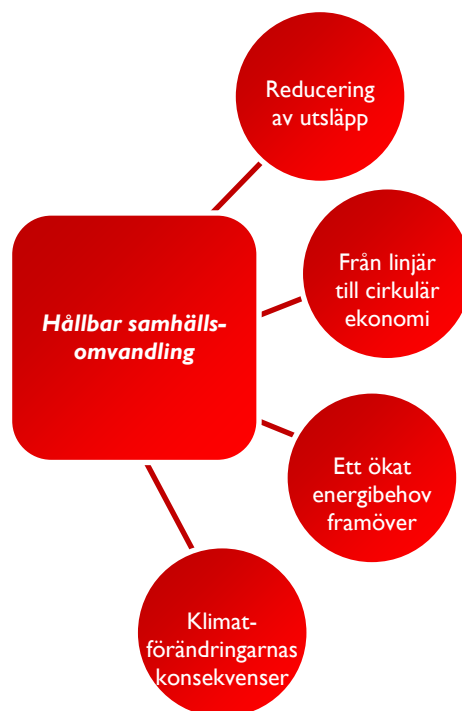 Reducering
av utsläpp
Från linjär
till cirkulär
ekonomi
Hållbar samhälls-
omvandling
Ett ökat
energibehov
framöver
Klimat-
förändringarnas
konsekvenser